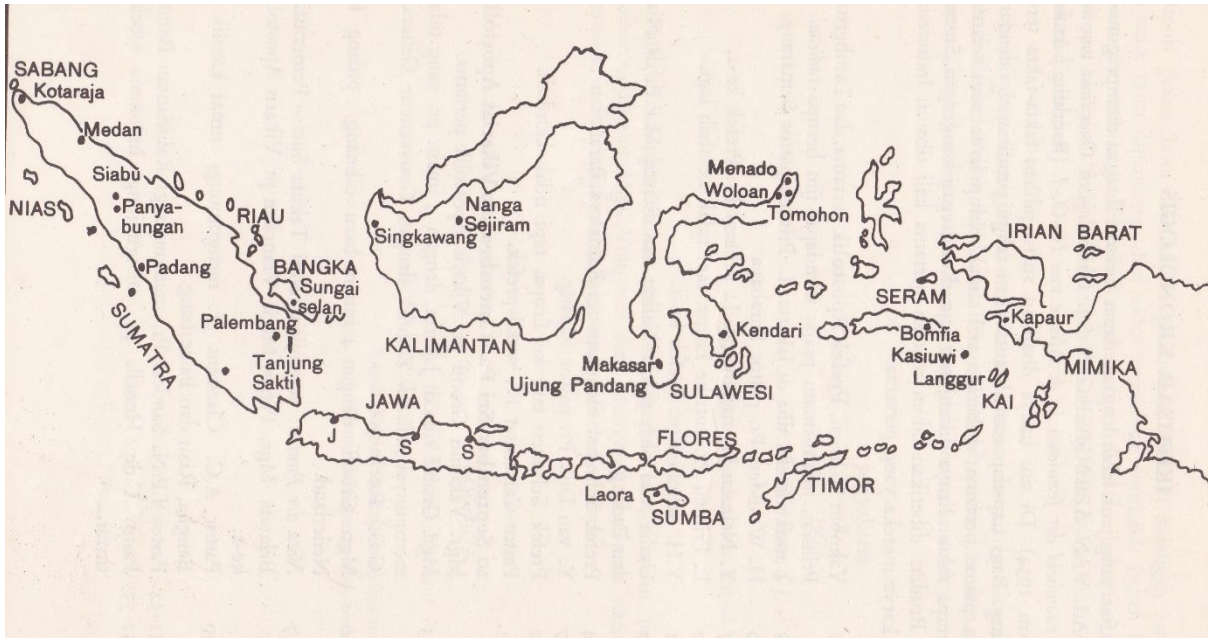 SABANG
Kotaraja
Medan
Siabu
Panya-
bungan
NIAS
RIAU
Padang
BANGKA
Sungai
selan
Palembang
SUMATRA
Tanjung
Sakti
Nanga
Sejiram
Singkawang
KALIMANTAN
Menado
Woloan
Tomohon
Kendari
Makasar
Ujung Pandang
SULAWESI
IRIAN BARAT
SERAM
Kapaur
Bomfia
Kasiuwi
Langgur
KAI
MIMIKA
JAWA
J
S
S
FLORES
Laora
SUMBA
TIMOR